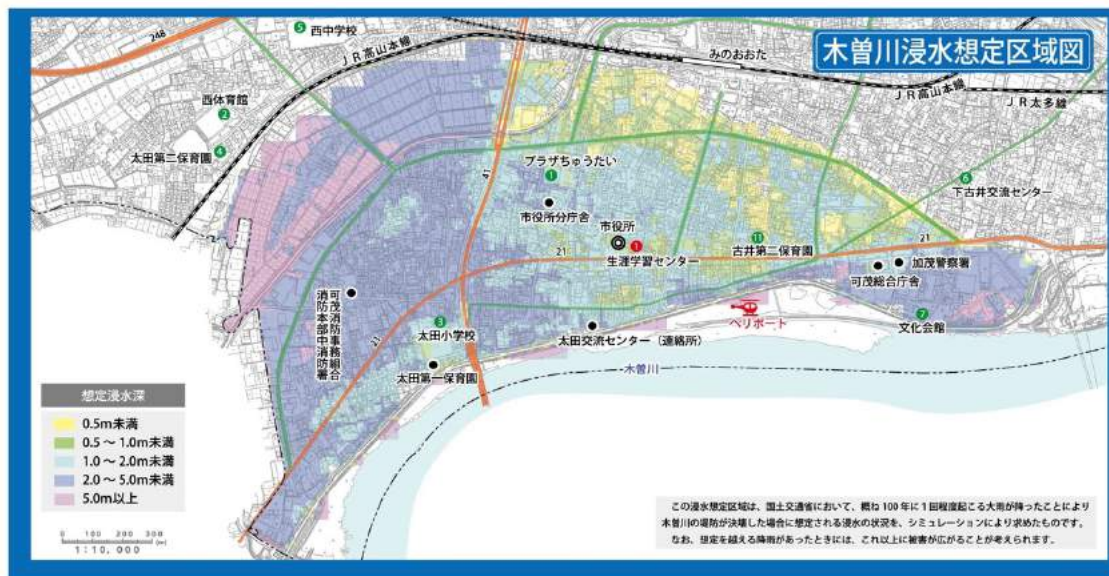 木曽川浸水想定区域図
248
⑤ 西中学校
JR高山本線
みのおおた
JR高山本線
JR太多線
西体育館
②
太田第二保育園
④
41
プラザちゅうたい
①
市役所分庁舎
市役所
①
生涯学習センター
21
⑪
古井第二保育園
⑥
下古井交流センター
21
加茂警察署
可茂総合庁舎
⑦
文化会館
ヘリポート
可茂消防事務組合
消防本部中消防署
③
太田小学校
21
太田第一保育園
太田交流センター（連絡所）
木曽川
想定浸水深
0.5m未満
0.5 ～ 1.0m未満
1.0 ～ 2.0m未満
2.0 ～ 5.0m未満
5.0m以上
0 100 200 300 (m)
1:10,000
この浸水想定区域は、国土交通省において、概ね 100 年に 1 回程度起こる大雨が降ったことにより
木曽川の堤防が決壊した場合に想定される浸水の状況を、シミュレーションにより求めたものです。
なお、想定を越える降雨があったときには、これ以上に被害が広がることが考えられます。